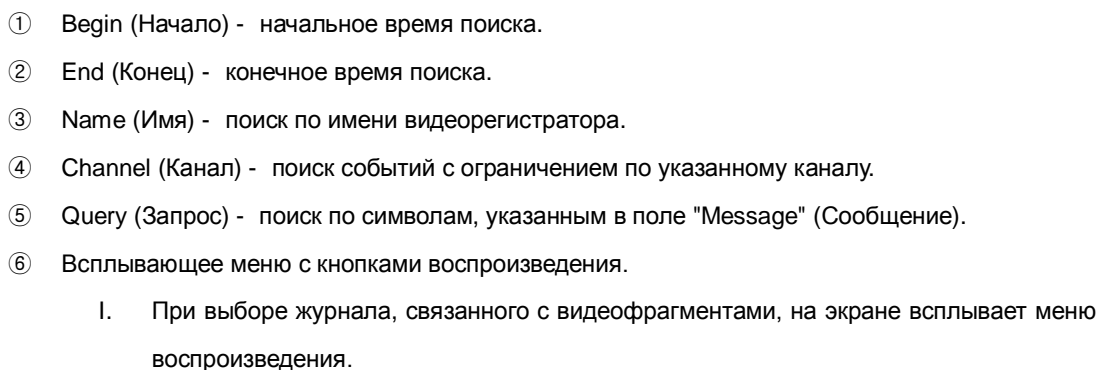 ① Begin (Начало) - начальное время поиска.
② End (Конец) - конечное время поиска.
③ Name (Имя) - поиск по имени видеорегистратора.
④ Channel (Канал) - поиск событий с ограничением по указанному каналу.
⑤ Query (Запрос) - поиск по символам, указанным в поле "Message" (Сообщение).
⑥ Всплывающее меню с кнопками воспроизведения.
I. При выборе журнала, связанного с видеофрагментами, на экране всплывает меню
воспроизведения.